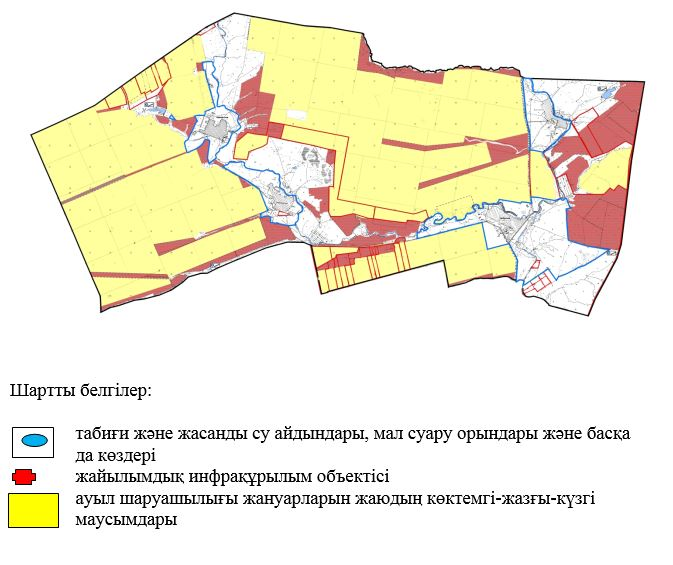 Шартты белгілер:
табиғи және жасанды су айдындары, мал суару орындары және басқа
да көздері
жайылымдық инфрақұрылым объектісі
ауыл шаруашылығы жануарларын жаюдың көктемгі-жазғы-күзгі
маусымдары